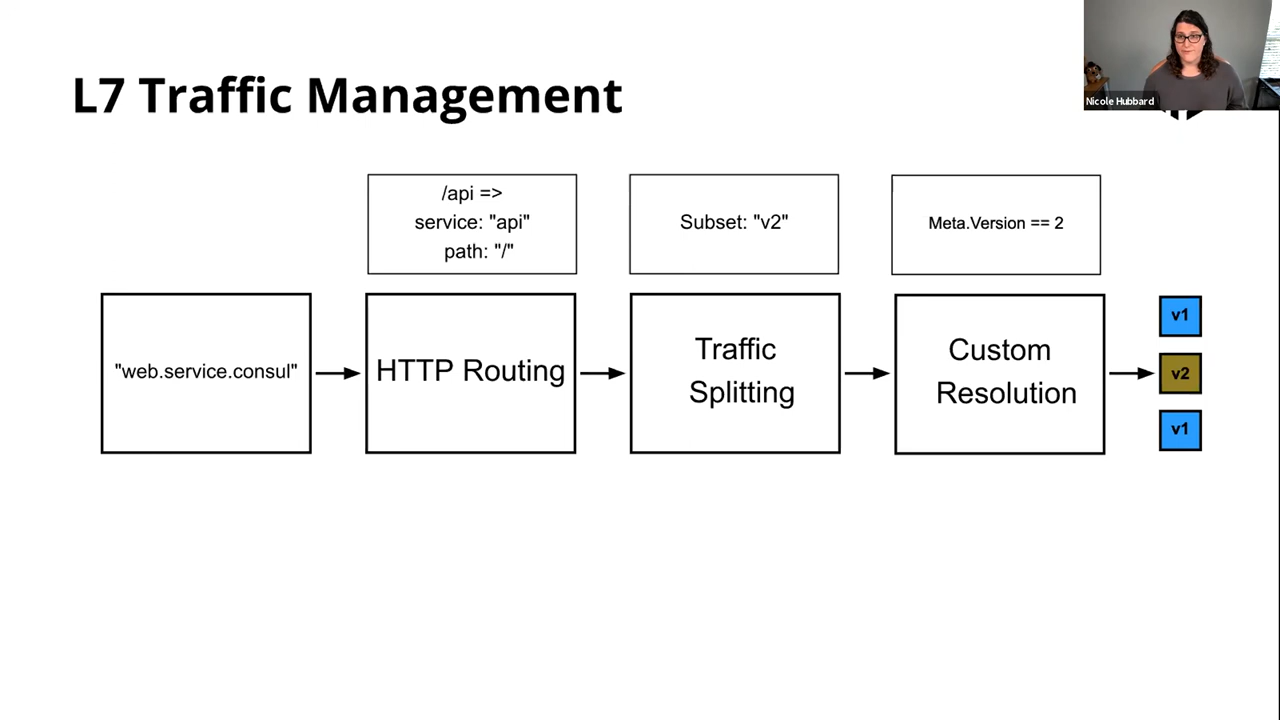 Nicole Hubbard
L7 Traffic Management
/api =>
service: "api"
path: "/"
Subset: "v2"
Meta.Version == 2
"web.service.consul"
HTTP Routing
Traffic
Splitting
Custom
Resolution
v1
v2
v1